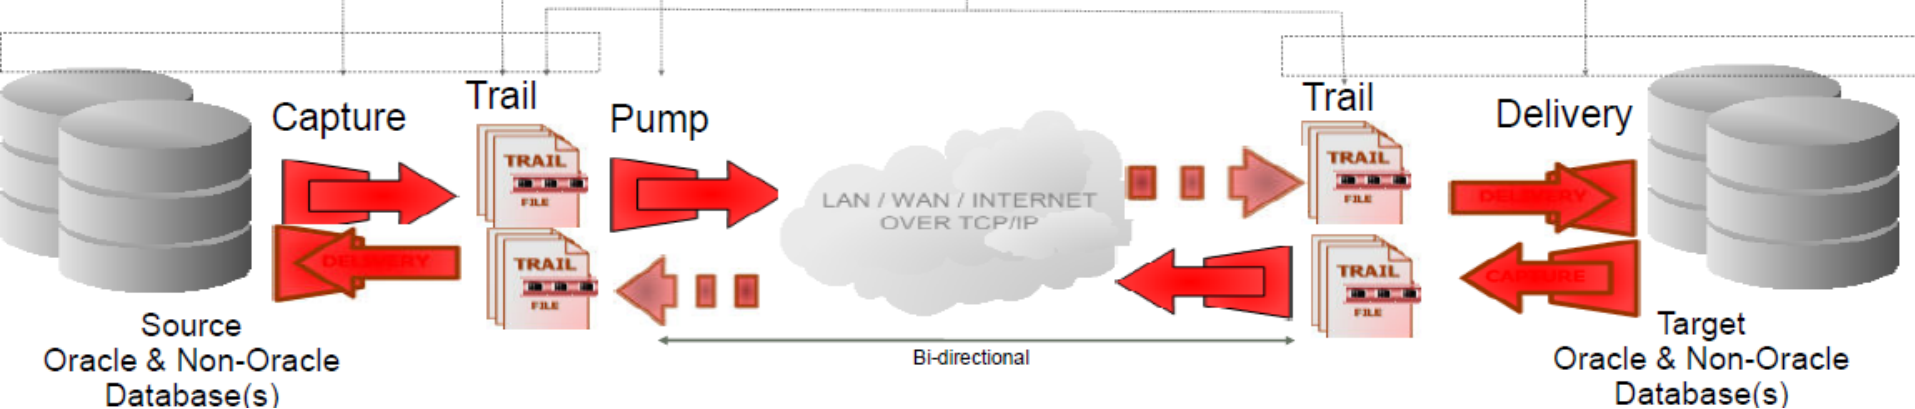 Capture
Trail
Pump
Trail
Delivery
TRAIL
FILE
TRAIL
FILE
LAN / WAN / INTERNET
OVER TCP/IP
DELIVERY
DELIVERY
TRAIL
FILE
TRAIL
FILE
CAPTURE
Source
Oracle & Non-Oracle
Database(s)
Bi-directional
Target
Oracle & Non-Oracle
Database(s)